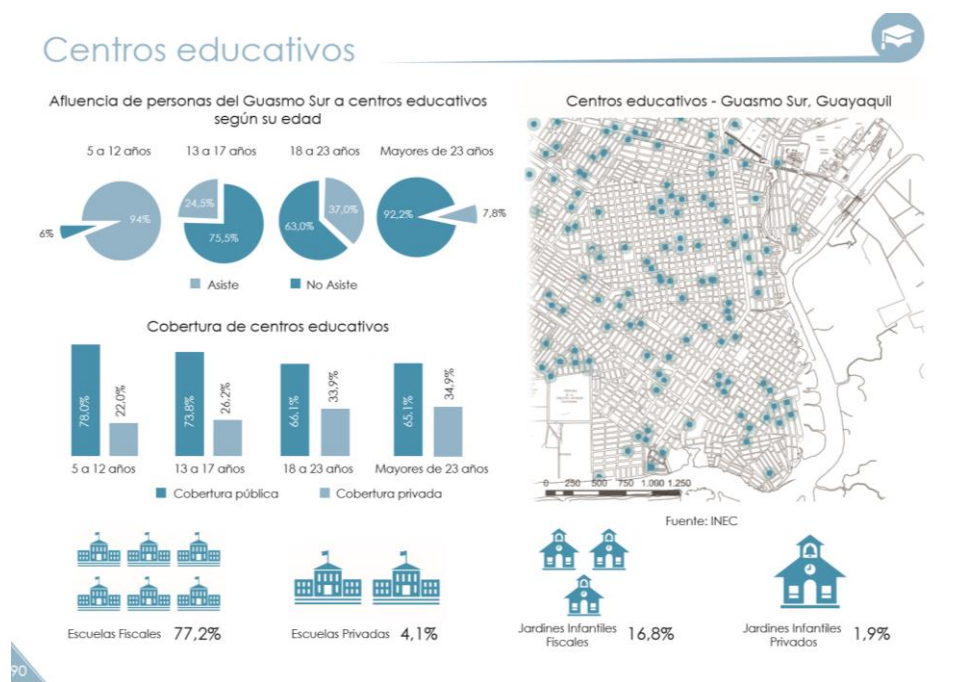 Centros educativos
Afluencia de personas del Guasmo Sur a centros educativos
según su edad
5 a 12 años
13 a 17 años
18 a 23 años
Mayores de 23 años
6%
94%
24,5%
75,5%
63,0%
37,0%
92,2%
7,8%
Asiste
No Asiste
Cobertura de centros educativos
78.0%
22.0%
73.8%
26.2%
66.1%
33.9%
65.1%
34.9%
5 a 12 años
13 a 17 años
18 a 23 años
Mayores de 23 años
Cobertura pública
Cobertura privada
Centros educativos - Guasmo Sur, Guayaquil
0 250 500 750 1.000 1.250
Fuente: INEC
Escuelas Fiscales 77,2%
Escuelas Privadas 4,1%
Jardines Infantiles
Fiscales
16,8%
Jardines Infantiles
Privados
1,9%
90